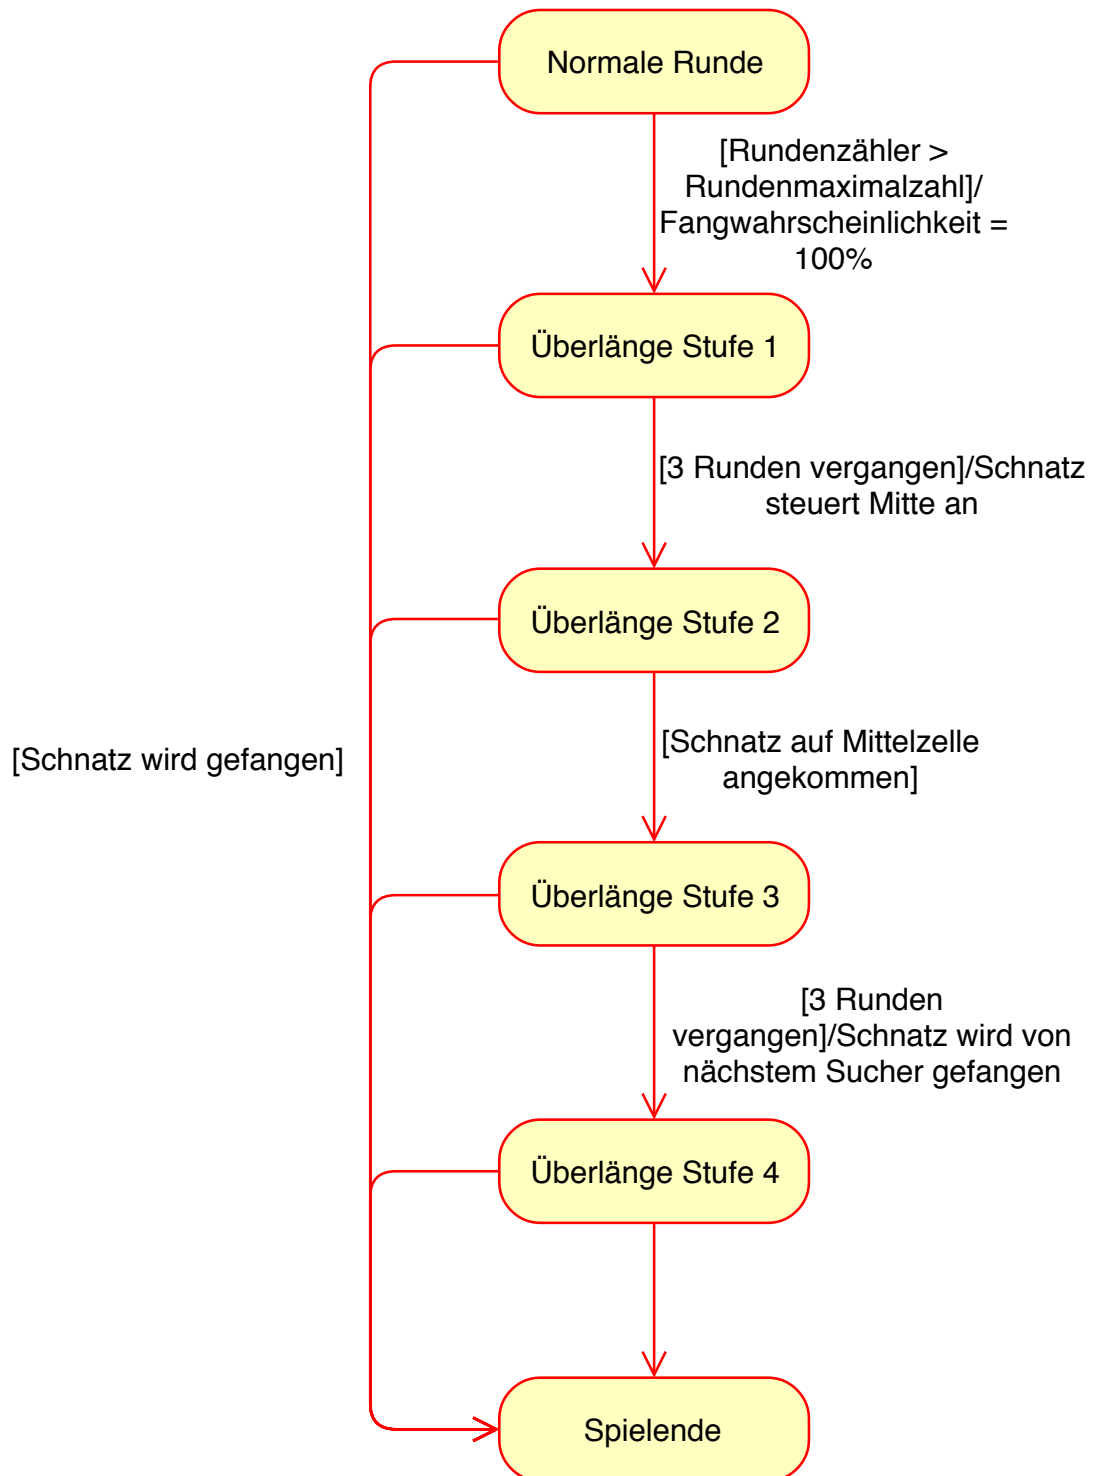 Normale Runde
[Rundenzähler >
Rundenmaximalzahl]/
Fangwahrscheinlichkeit =
100%
Überlänge Stufe 1
[3 Runden vergangen]/Schnatz
steuert Mitte an
Überlänge Stufe 2
[Schnatz wird gefangen]
[Schnatz auf Mittelzelle
angekommen]
Überlänge Stufe 3
[3 Runden
vergangen]/Schnatz wird von
nächstem Sucher gefangen
Überlänge Stufe 4
Spielende